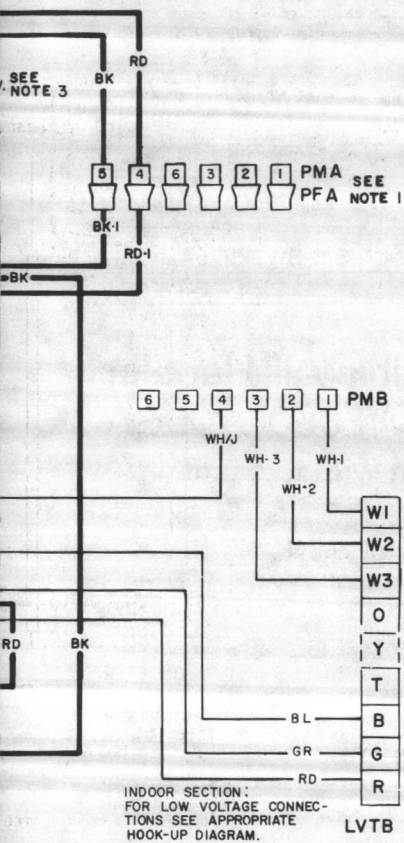 RD
BK
V. SEE
NOTE 3
5 4 6 3 2 1 PMA
PFA
SEE
NOTE 1
BK-1
RD-1
BK
6 5 4 3 2 1 PMB
WH/J
WH-3
WH-1
WH-2
W1
W2
W3
O
Y
T
B
G
R
RD
BK
BL
GR
RD
INDOOR SECTION:
FOR LOW VOLTAGE CONNEC-
TIONS SEE APPROPRIATE
HOOK-UP DIAGRAM.
LVTB